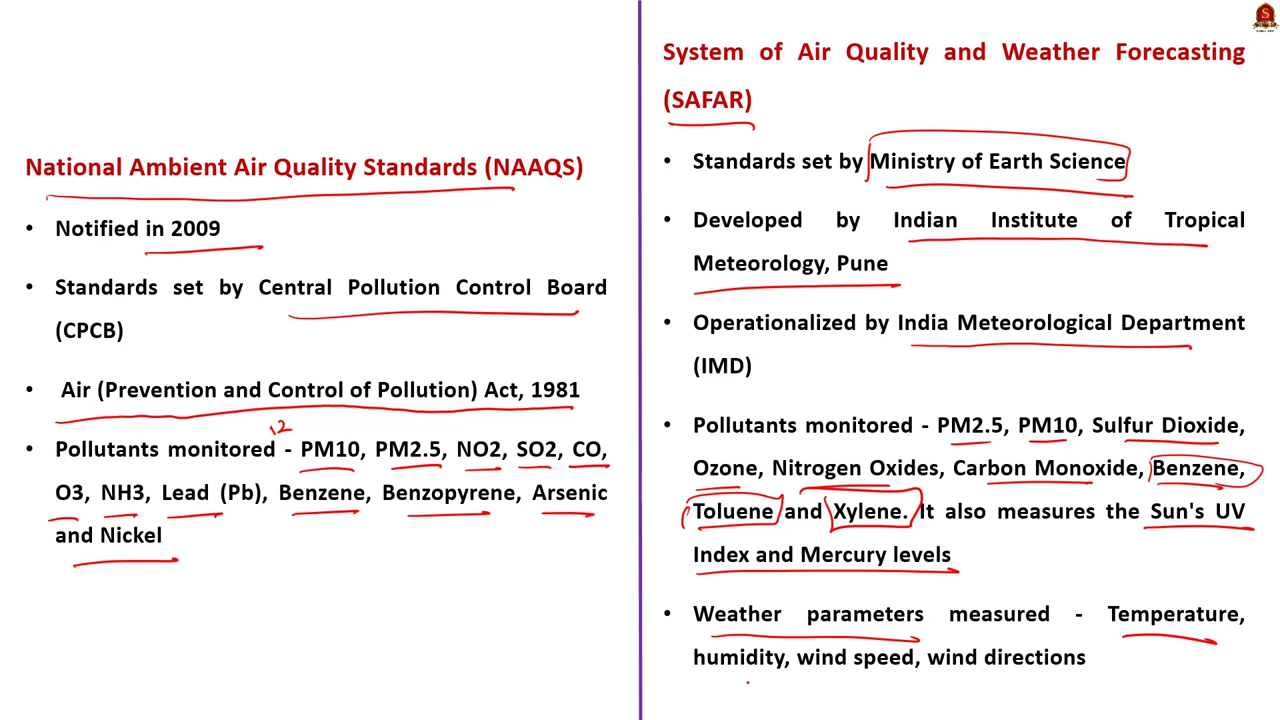 National Ambient Air Quality Standards (NAAQS)
• Notified in 2009
• Standards set by Central Pollution Control Board
(CPCB)
• Air (Prevention and Control of Pollution) Act, 1981
12
• Pollutants monitored - PM10, PM2.5, NO2, SO2, CO,
O3, NH3, Lead (Pb), Benzene, Benzopyrene, Arsenic
and Nickel
System of Air Quality and Weather Forecasting
(SAFAR)
• Standards set by Ministry of Earth Science
• Developed by Indian Institute of Tropical
Meteorology, Pune
• Operationalized by India Meteorological Department
(IMD)
• Pollutants monitored - PM2.5, PM10, Sulfur Dioxide,
Ozone, Nitrogen Oxides, Carbon Monoxide, Benzene,
Toluene and Xylene. It also measures the Sun's UV
Index and Mercury levels
• Weather parameters measured - Temperature,
humidity, wind speed, wind directions